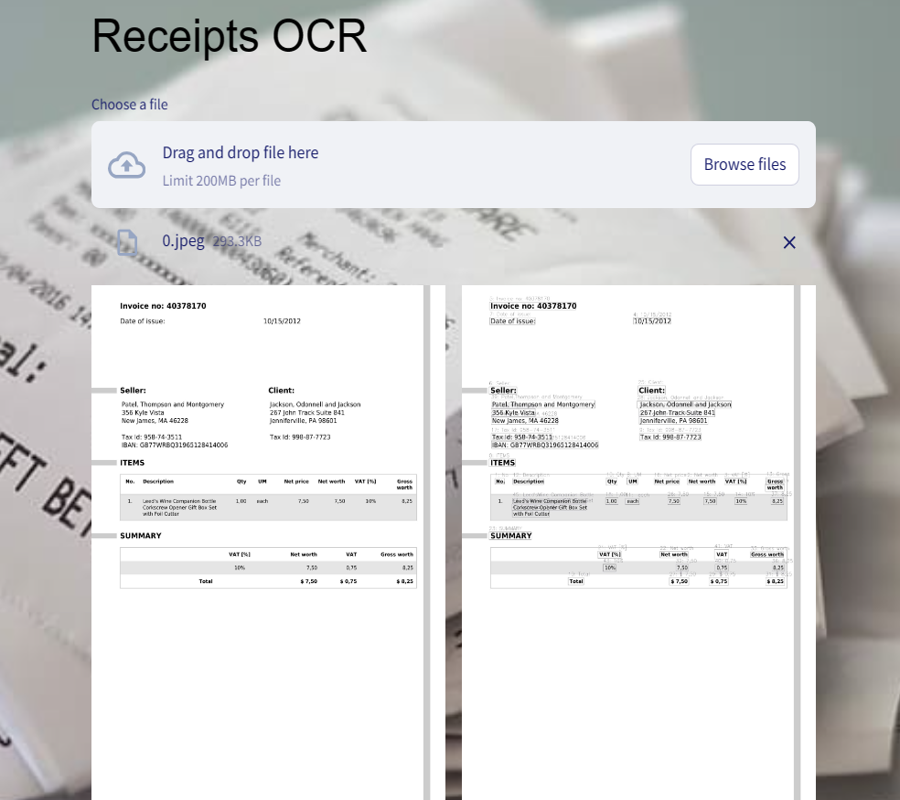 Receipts OCR
Choose a file
Drag and drop file here
Limit 200MB per file
Browse files
0.jpeg 293.3KB
Invoice no: 40378170
Date of issue: 10/15/2012
Seller: Client:
Patel, Thompson and Montgomery Jackson, Odonnell and Jackson
356 Kyle Vista 267 John Track Suite 841
New James, MA 46228 Jenniferville, PA 98601
Tax Id: 958-74-3511 Tax Id: 998-87-7723
IBAN: GB77WRBQ31965128414006
ITEMS
No. Description Qty UM Net price Net worth VAT [%] Gross worth
1. Leed's Wine Companion Bottle 1,00 each 7,50 7,50 10% 8,25
Corkscrew Opener Gift Box Set
with Foil Cutter
SUMMARY
VAT [%] Net worth VAT Gross worth
10% 7,50 0,75 8,25
Total $ 7,50 $ 0,75 $ 8,25
Invoice no: 40378170
Date of issue: 10/15/2012
Seller: Client:
Patel, Thompson and Montgomery Jackson, Odonnell and Jackson
356 Kyle Vista 267 John Track Suite 841
New James, MA 46228 Jenniferville, PA 98601
Tax Id: 958-74-3511 Tax Id: 998-87-7723
IBAN: GB77WRBQ31965128414006
ITEMS
No. Description Qty UM Net price Net worth VAT [%] Gross worth
1. Leed's Wine Companion Bottle 1,00 each 7,50 7,50 10% 8,25
Corkscrew Opener Gift Box Set
with Foil Cutter
SUMMARY
VAT [%] Net worth VAT Gross worth
10% 7,50 0,75 8,25
Total $ 7,50 $ 0,75 $ 8,25
Merchant: